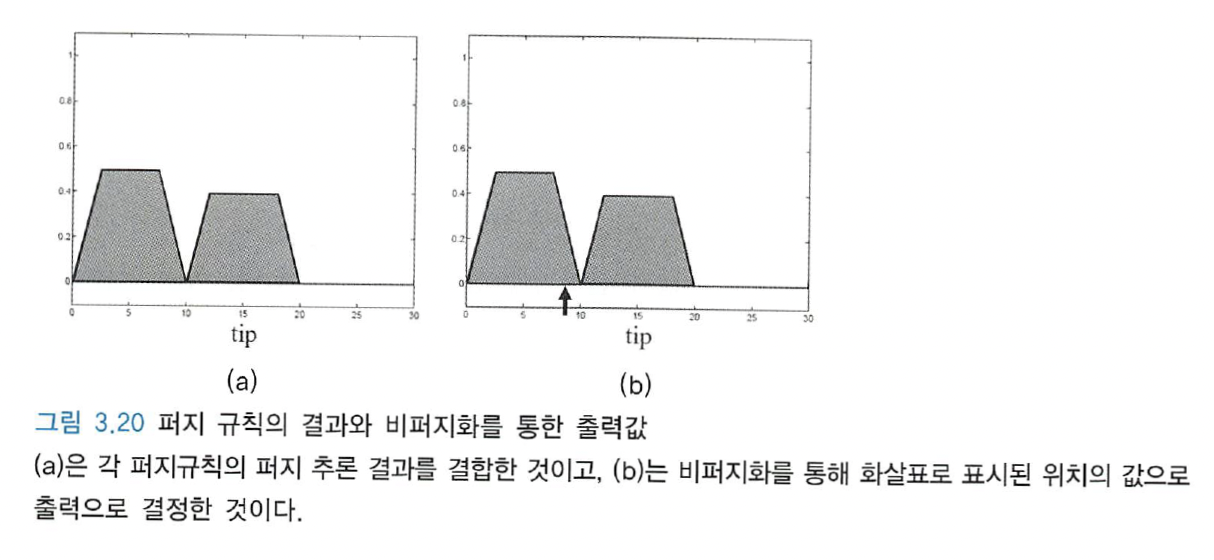 1
0.8
0.6
0.4
0.2
0
0 5 10 15 20 25 30
tip
(a)
1
0.8
0.6
0.4
0.2
0
0 5 10 15 20 25 30
tip
(b)
그림 3.20 퍼지 규칙의 결과와 비퍼지화를 통한 출력값
(a)은 각 퍼지규칙의 퍼지 추론 결과를 결합한 것이고, (b)는 비퍼지화를 통해 화살표로 표시된 위치의 값으로
출력으로 결정한 것이다.